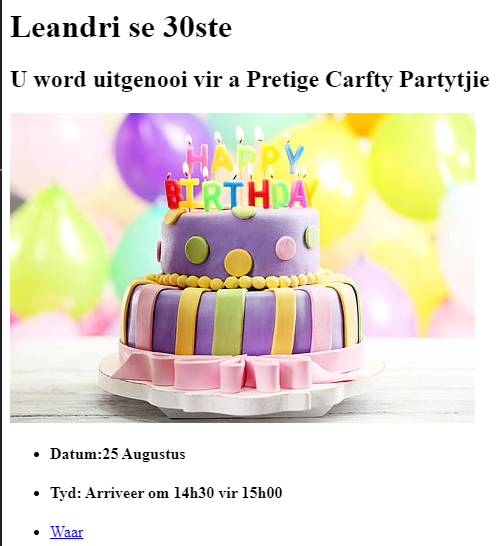 Leandri se 30ste
U word uitgenooi vir a Pretige Carfty Partytjie
HAPPY
BIRTHDAY
Datum:25 Augustus
Tyd: Arriveer om 14h30 vir 15h00
Waar